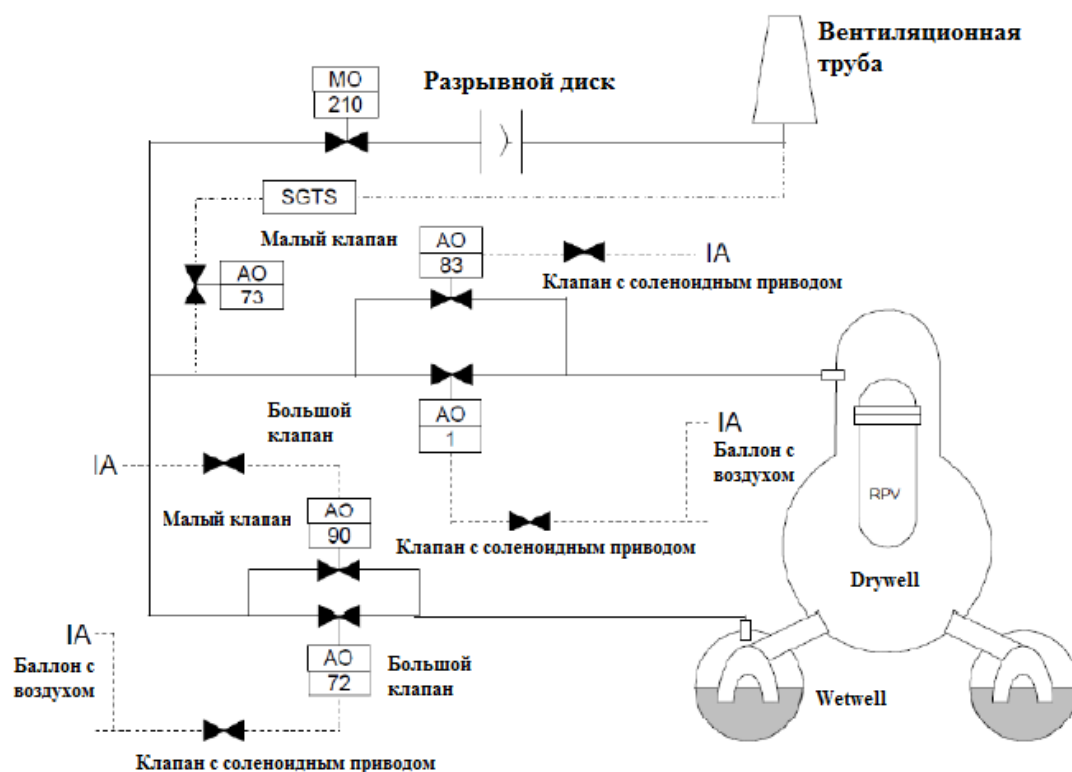 Вентиляционная
труба
MO
210
Разрывной диск
SGTS
Малый клапан
AO
83
IA
Клапан с соленоидным приводом
AO
73
Большой
клапан
AO
1
IA
Баллон с
воздухом
IA
Малый клапан
AO
90
Клапан с соленоидным приводом
RPV
Drywell
IA
Баллон с
воздухом
AO
72
Большой
клапан
Wetwell
Клапан с соленоидным приводом